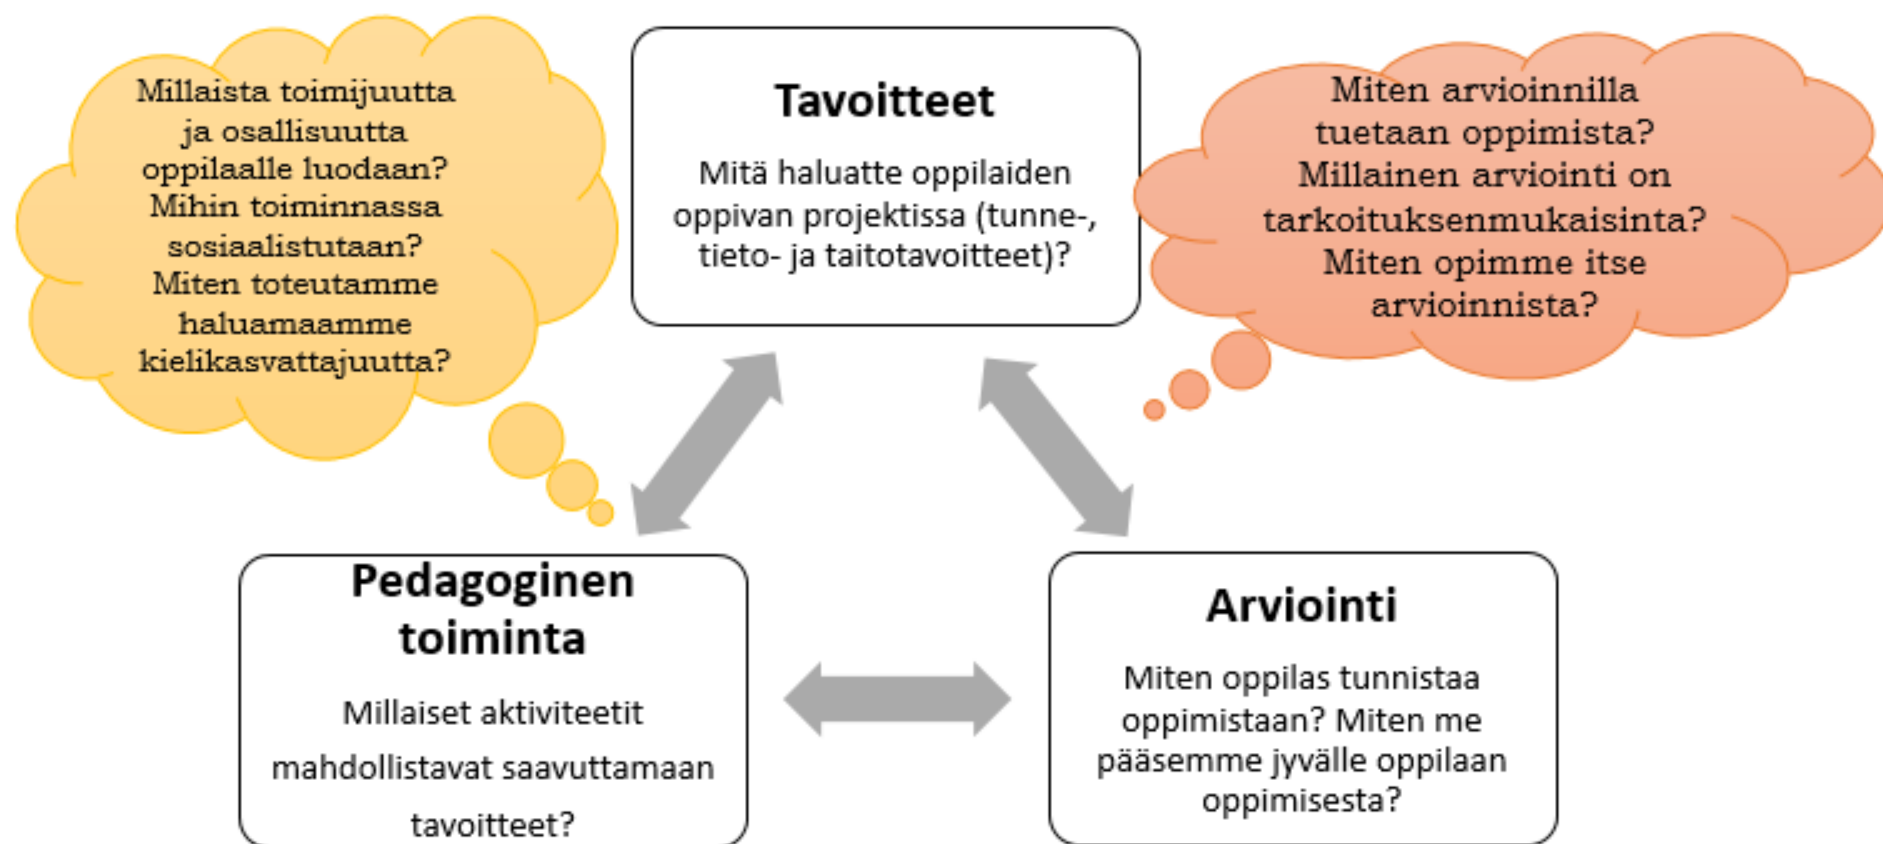 Millaista toimijuutta
ja osallisuutta
oppilaalle luodaan?
Mihin toiminnassa
sosiaalistutaan?
Miten toteutamme
haluamaamme
kielikasvattajuutta?
Tavoitteet
Mitä haluatte oppilaiden
oppivan projektissa (tunne-,
tieto- ja taitotavoitteet)?
Miten arvioinnilla
tuetaan oppimista?
Millainen arviointi on
tarkoituksenmukaisinta?
Miten opimme itse
arvioinnista?
Pedagoginen
toiminta
Millaiset aktiviteetit
mahdollistavat saavuttamaan
tavoitteet?
Arviointi
Miten oppilas tunnistaa
oppimistaan? Miten me
pääsemme jyvälle oppilaan
oppimisesta?